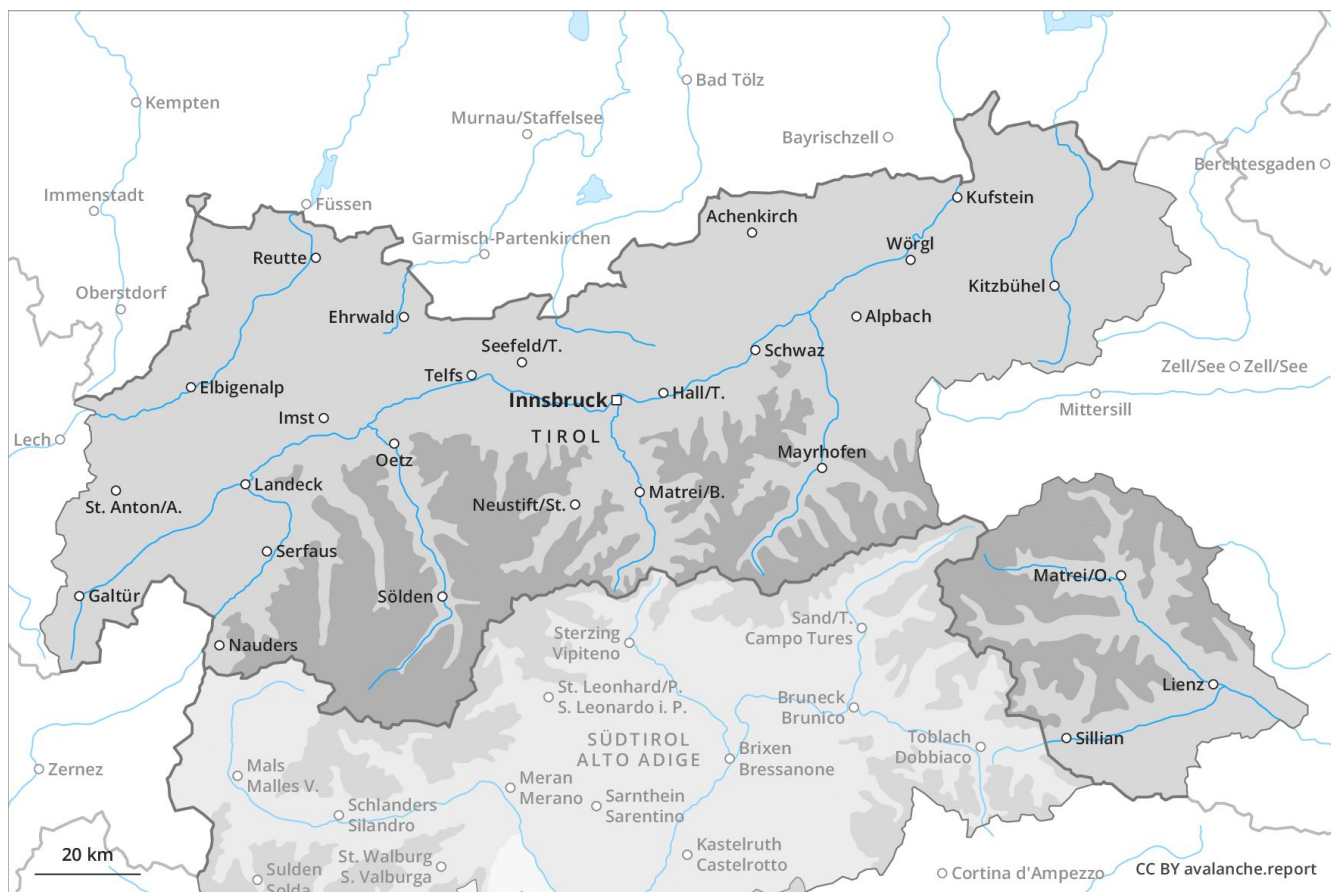 Kempten
Bad Tölz
Murnau/Staffelsee
Bayrischzell
Berchtesgaden
Immenstadt
Füssen
Kufstein
Achenkirch
Garmisch-Partenkirchen
Wörgl
Reutte
Kitzbühel
Oberstdorf
Ehrwald
Alpbach
Seefeld/T.
Schwaz
Telfs
Zell/See
Zell/See
Elbigenalp
Hall/T.
Innsbruck
Mittersill
Imst
TIROL
Lech
Oetz
Mayrhofen
Landeck
Matrei/B.
St. Anton/A.
Neustift/St.
Serfaus
Matrei/O.
Galtür
Sölden
Sand/T.
Campo Tures
Sterzing
Vipiteno
Nauders
Lienz
St. Leonhard/P.
S. Leonardo i. P.
Bruneck
Brunico
SÜDTIROL
ALTO ADIGE
Toblach
Dobbiaco
Sillian
Brixen
Bressanone
Zernez
Mals
Malles V.
Meran
Merano
Sarnthein
Sarentino
Schlanders
Silandro
Kastelruth
Castelrotto
20 km
St. Walburg
S. Valburga
Sulden
Solda
Cortina d'Ampezzo
CC BY avalanche.report